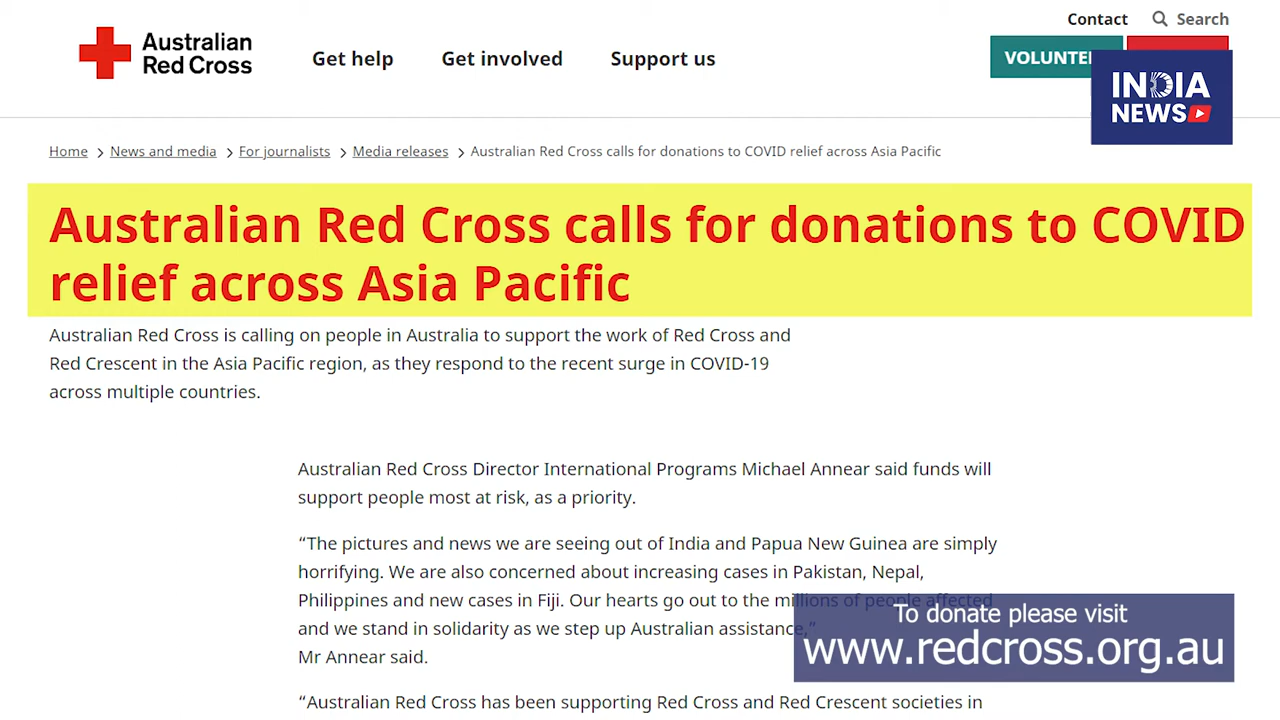 Contact Search
Australian
Red Cross
Get help Get involved Support us
INDIA
NEWS
Home > News and media > For journalists > Media releases > Australian Red Cross calls for donations to COVID relief across Asia Pacific
Australian Red Cross calls for donations to COVID
relief across Asia Pacific
Australian Red Cross is calling on people in Australia to support the work of Red Cross and
Red Crescent in the Asia Pacific region, as they respond to the recent surge in COVID-19
across multiple countries.
Australian Red Cross Director International Programs Michael Annear said funds will
support people most at risk, as a priority.
“The pictures and news we are seeing out of India and Papua New Guinea are simply
horrifying. We are also concerned about increasing cases in Pakistan, Nepal,
Philippines and new cases in Fiji. Our hearts go out to the millions of people affected
and we stand in solidarity as we step up Australian assistance,”
Mr Annear said.
To donate please visit
www.redcross.org.au
“Australian Red Cross has been supporting Red Cross and Red Crescent societies in